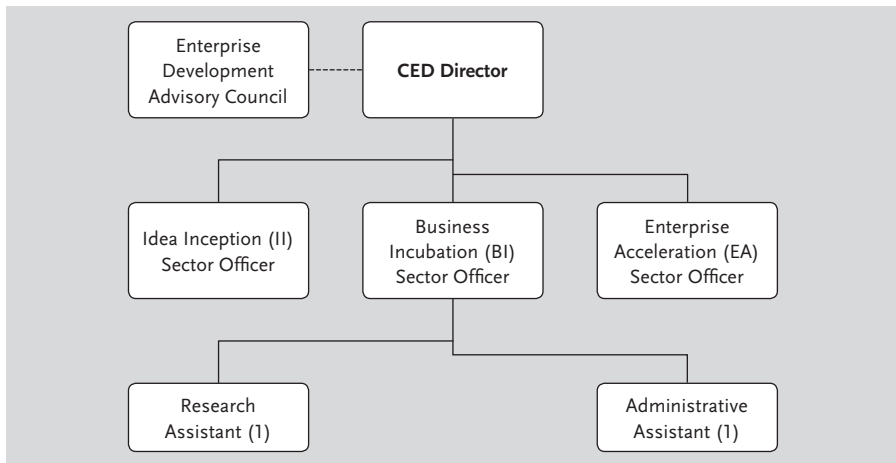 Enterprise
Development
Advisory Council
CED Director
Idea Inception (II)
Sector Officer
Business
Incubation (BI)
Sector Officer
Enterprise
Acceleration (EA)
Sector Officer
Research
Assistant (1)
Administrative
Assistant (1)